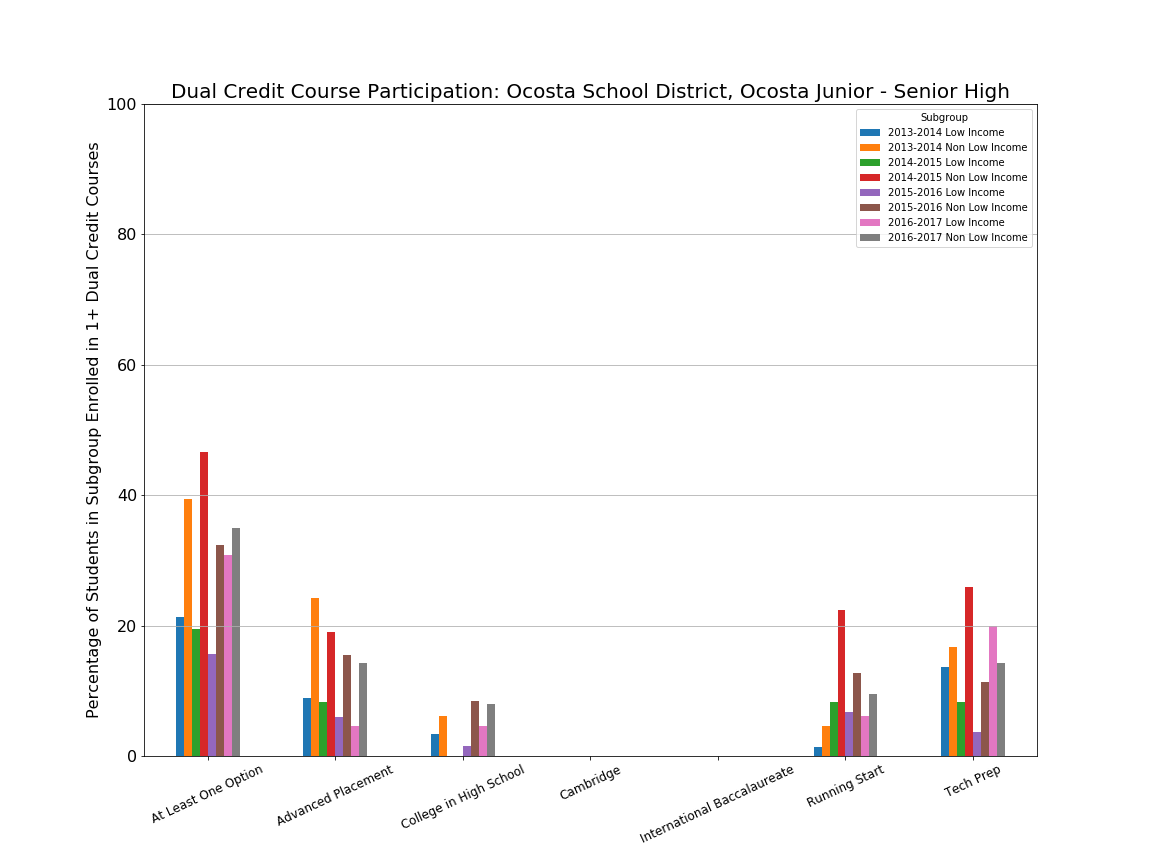 Dual Credit Course Participation: Ocosta School District, Ocosta Junior - Senior High
Percentage of Students in Subgroup Enrolled in 1+ Dual Credit Courses
100
80
60
40
20
0
Subgroup
2013-2014 Low Income
2013-2014 Non Low Income
2014-2015 Low Income
2014-2015 Non Low Income
2015-2016 Low Income
2015-2016 Non Low Income
2016-2017 Low Income
2016-2017 Non Low Income
At Least One Option
Advanced Placement
College in High School
Cambridge
International Baccalaureate
Running Start
Tech Prep